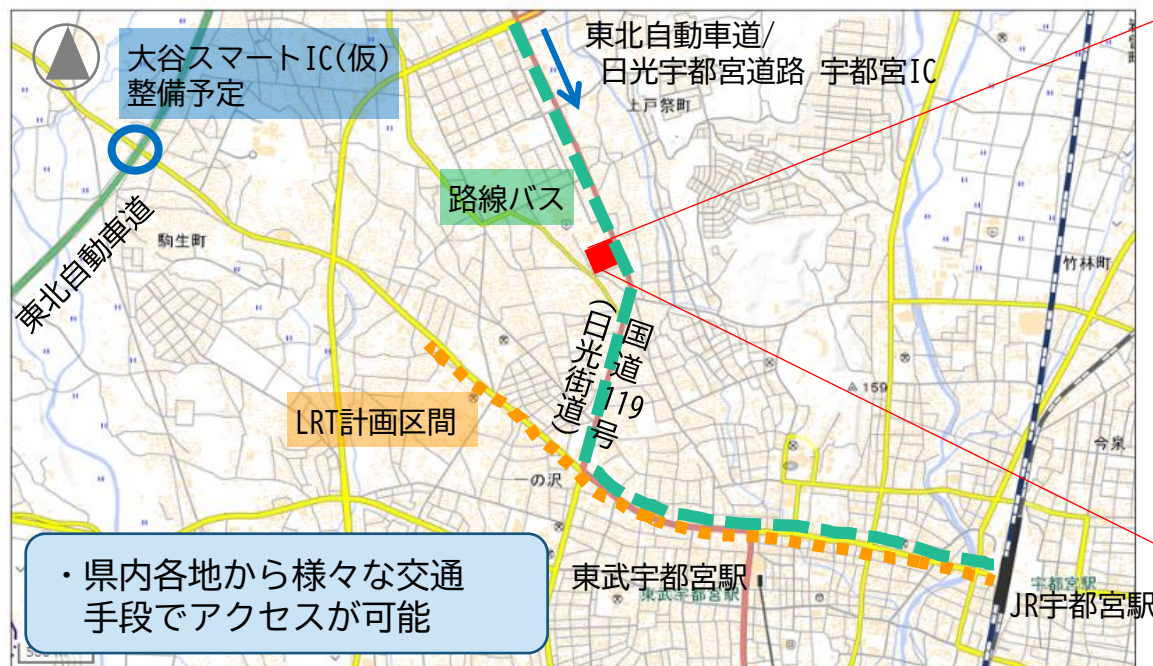 大谷スマートIC(仮)
整備予定
東北自動車道/
日光宇都宮道路 宇都宮IC
上戸祭町
路線バス
東北自動車道
駒生町
竹林町
国道119号
(日光街道)
159
LRT計画区間
今泉
一の沢
・県内各地から様々な交通
手段でアクセスが可能
東武宇都宮駅
東武宇都宮駅
宇都宮駅
JR宇都宮駅